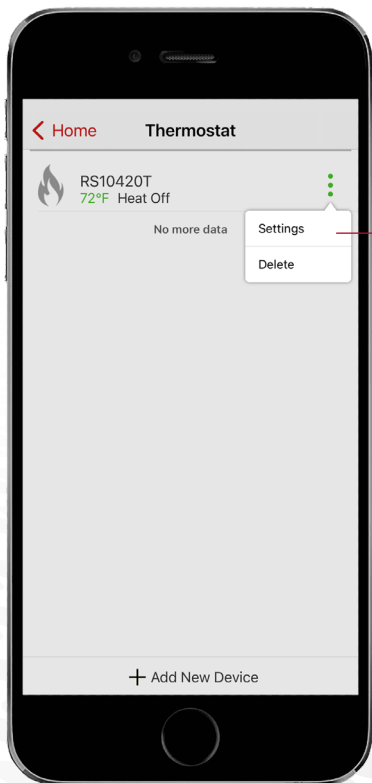 Home Thermostat
RS10420T
72°F Heat Off
No more data
Settings
Delete
+ Add New Device